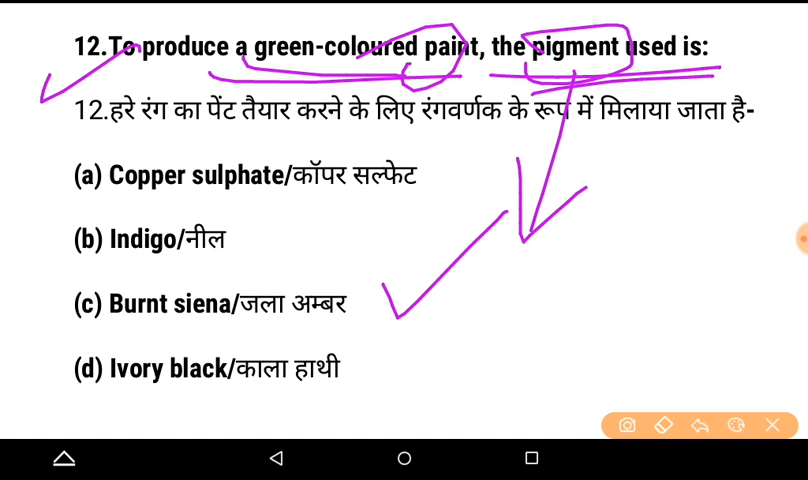 12.To produce a green-coloured paint, the pigment used is:
12.हरे रंग का पेंट तैयार करने के लिए रंगवर्णक के रूप में मिलाया जाता है-
(a) Copper sulphate/कॉपर सल्फेट
(b) Indigo/नील
(c) Burnt siena/जला अम्बर
(d) Ivory black/काला हाथी